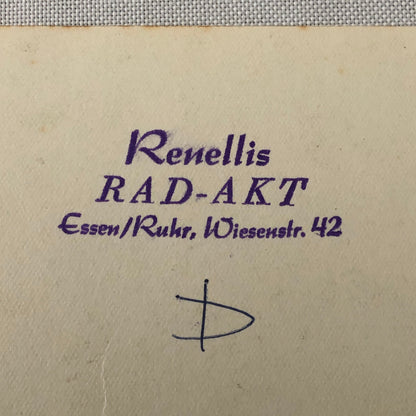 Renellis
RAD-AKT
Essen/Ruhr, Wiesenstr. 42
D